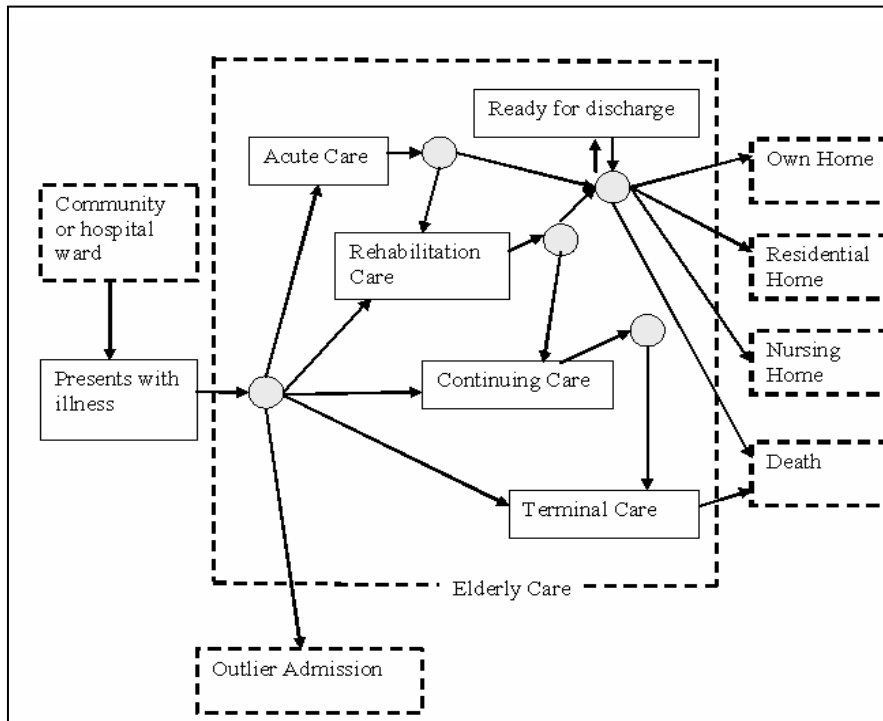 Ready for discharge
Acute Care
Own Home
Community
or hospital
ward
Rehabilitation
Care
Residential
Home
Presents with
illness
Continuing Care
Nursing
Home
Death
Terminal Care
Elderly Care
Outlier Admission